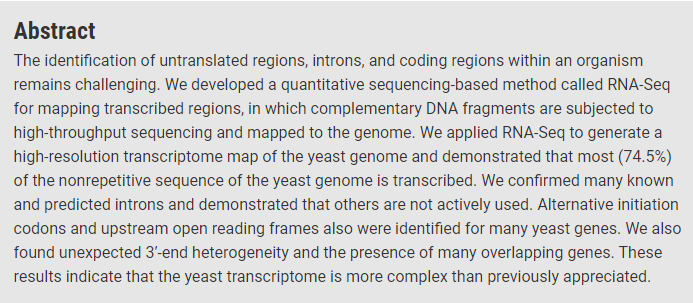 Abstract
The identification of untranslated regions, introns, and coding regions within an organism
remains challenging. We developed a quantitative sequencing-based method called RNA-Seq
for mapping transcribed regions, in which complementary DNA fragments are subjected to
high-throughput sequencing and mapped to the genome. We applied RNA-Seq to generate a
high-resolution transcriptome map of the yeast genome and demonstrated that most (74.5%)
of the nonrepetitive sequence of the yeast genome is transcribed. We confirmed many known
and predicted introns and demonstrated that others are not actively used. Alternative initiation
codons and upstream open reading frames also were identified for many yeast genes. We also
found unexpected 3′-end heterogeneity and the presence of many overlapping genes. These
results indicate that the yeast transcriptome is more complex than previously appreciated.